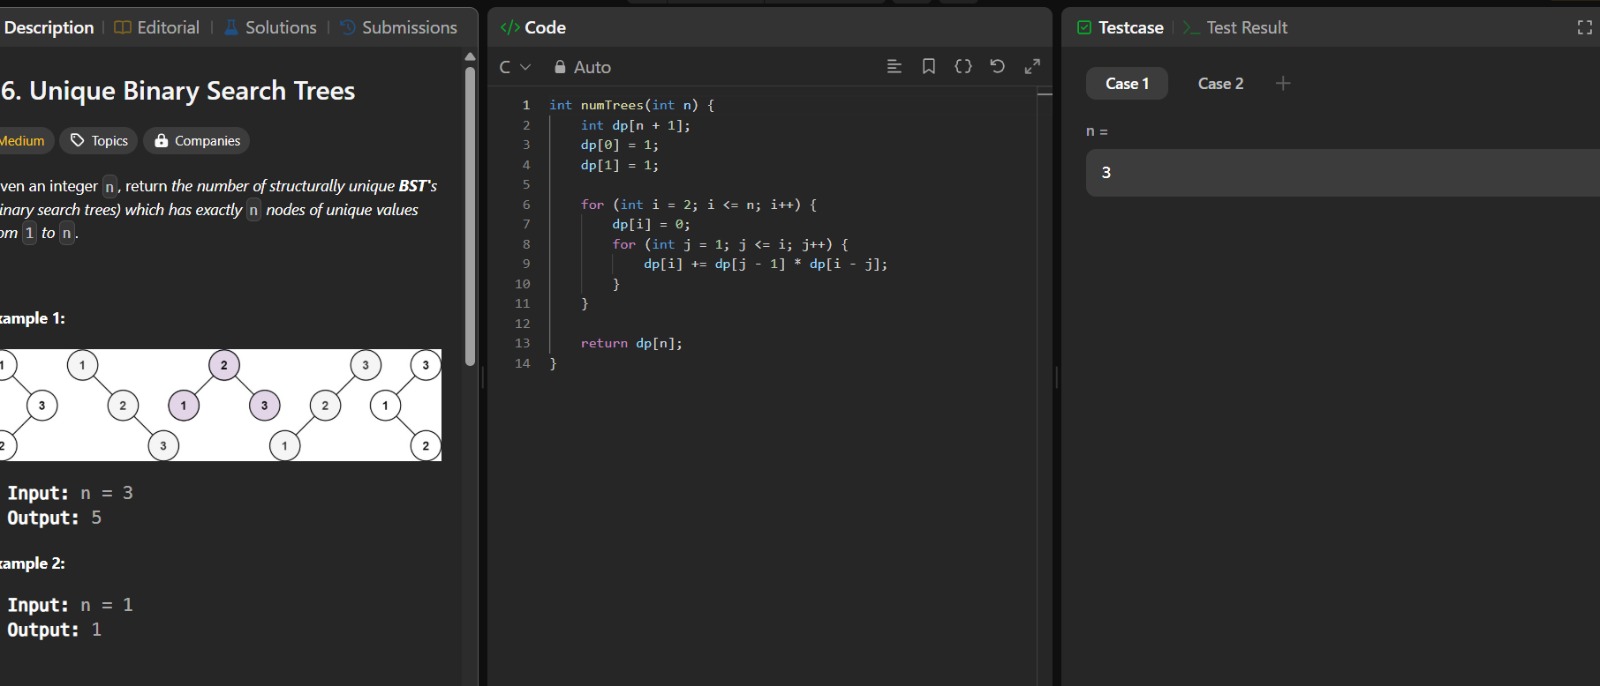 Description | Editorial | Solutions | Submissions
6. Unique Binary Search Trees
Medium Topics Companies
ven an integer n, return the number of structurally unique BST's
inary search trees) which has exactly n nodes of unique values
om 1 to n.
ample 1:
1 1 2 3 3
3 2 1 3 2 1
2 3 1 2
Input: n = 3
Output: 5
ample 2:
Input: n = 1
Output: 1
</> Code
C Auto
1 int numTrees(int n) {
2 int dp[n + 1];
3 dp[0] = 1;
4 dp[1] = 1;
5
6 for (int i = 2; i <= n; i++) {
7 dp[i] = 0;
8 for (int j = 1; j <= i; j++) {
9 dp[i] += dp[j - 1] * dp[i - j];
10 }
11 }
12
13 return dp[n];
14 }
Testcase | >_ Test Result
Case 1 Case 2 +
n =
3